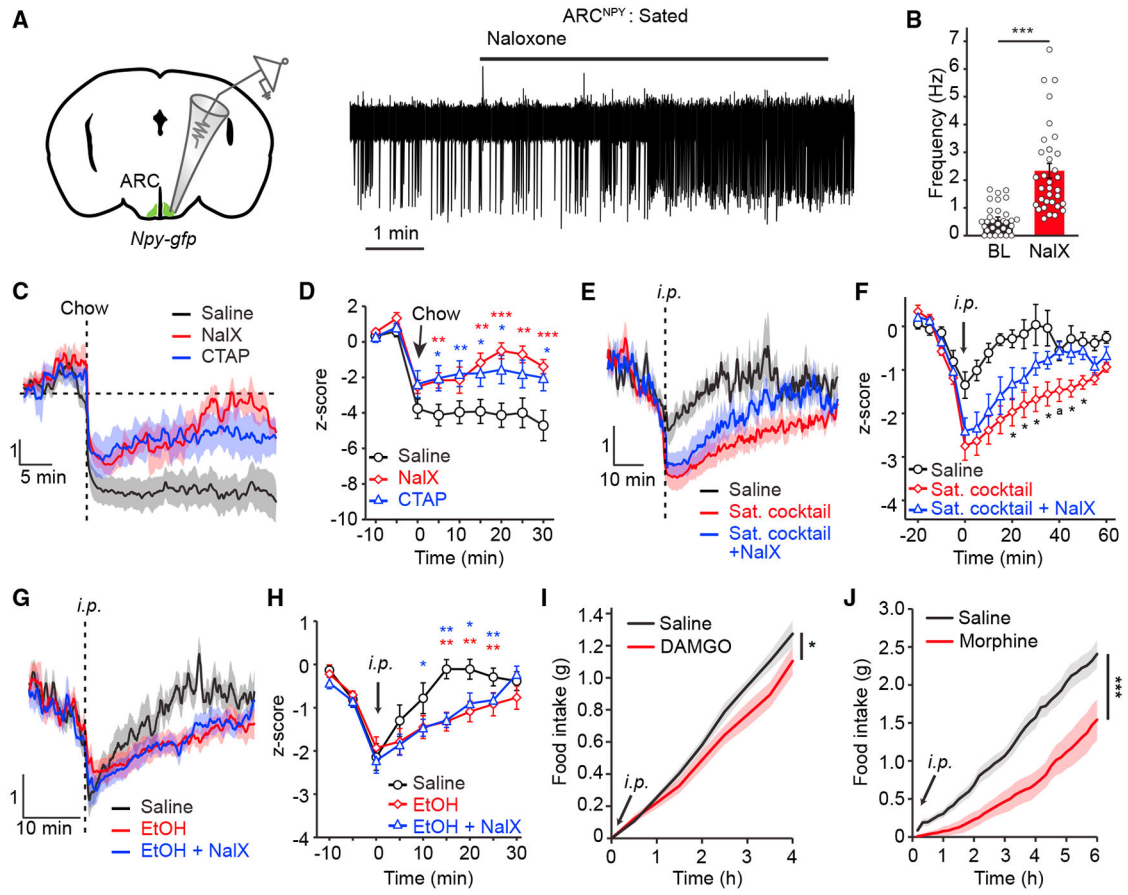 A
ARC
Npy-gfp
ARCNPY : Sated
Naloxone
1 min
B
***
Frequency (Hz)
7
6
5
4
3
2
1
0
BL
NalX
C
Chow
Saline
NalX
CTAP
1
5 min
D
2
0
-2
-4
-6
-8
-10
z-score
Chow
** *** ** ***
* ** * * *
Saline
NalX
CTAP
-10 0 10 20 30
Time (min)
E
i.p.
1
10 min
Saline
Sat. cocktail
Sat. cocktail
+NalX
F
i.p.
0
-1
-2
-3
-4
z-score
* * * * a * *
Saline
Sat. cocktail
Sat. cocktail + NalX
-20 0 20 40 60
Time (min)
G
i.p.
1
10 min
Saline
EtOH
EtOH + NalX
H
1
0
-1
-2
-3
-4
z-score
i.p.
* ** * **
** ** **
Saline
EtOH
EtOH + NalX
-10 0 10 20 30
Time (min)
I
Saline
DAMGO
1.4
1.2
1.0
0.8
0.6
0.4
0.2
0
Food intake (g)
i.p.
*
0 1 2 3 4
Time (h)
J
Saline
Morphine
3.0
2.5
2.0
1.5
1.0
0.5
0
Food intake (g)
i.p.
***
0 1 2 3 4 5 6
Time (h)